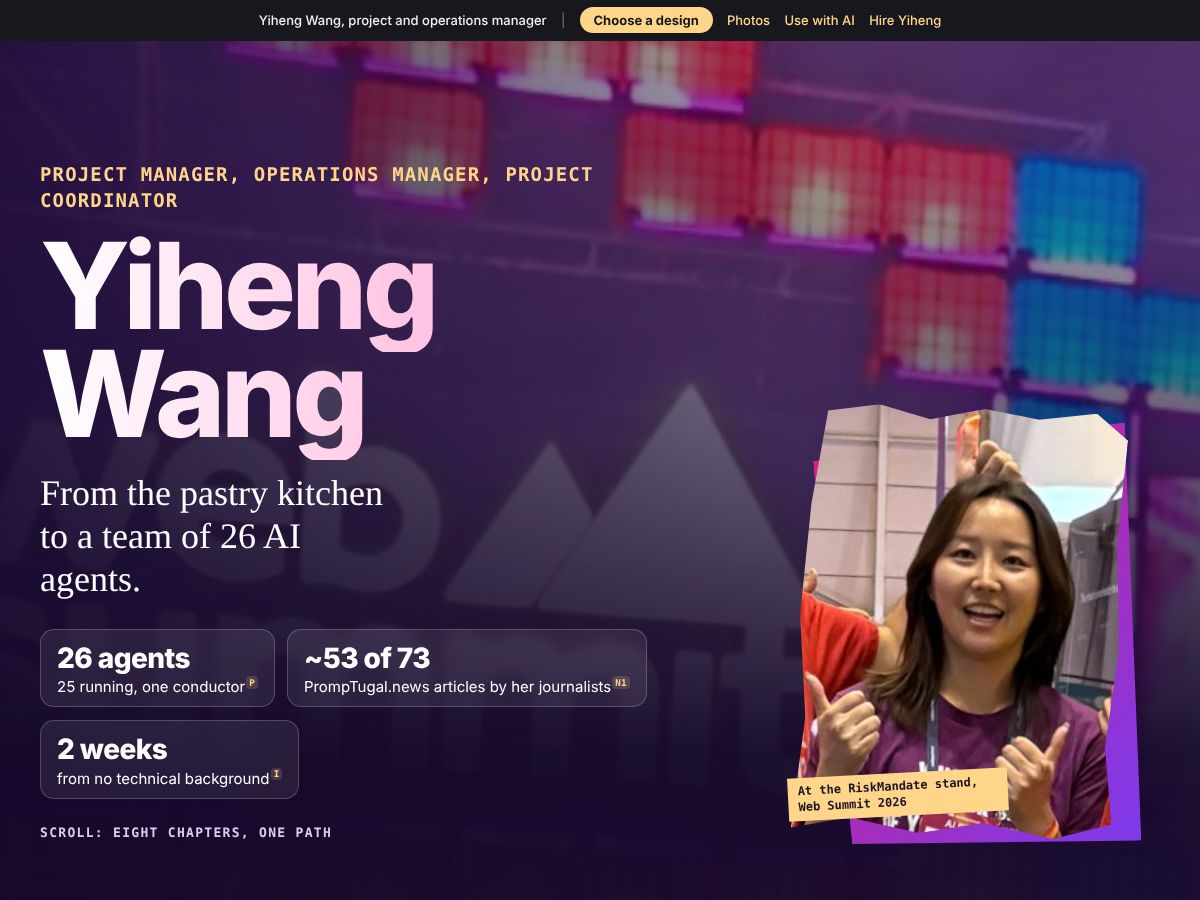 Yiheng Wang, project and operations manager | Choose a design Photos Use with AI Hire Yiheng
PROJECT MANAGER, OPERATIONS MANAGER, PROJECT
COORDINATOR
Yiheng
Wang
From the pastry kitchen
to a team of 26 AI
agents.
26 agents
25 running, one conductor P
~53 of 73
PrompTugal.news articles by her journalists N1
2 weeks
from no technical background I
SCROLL: EIGHT CHAPTERS, ONE PATH
At the RiskMandate stand,
Web Summit 2026